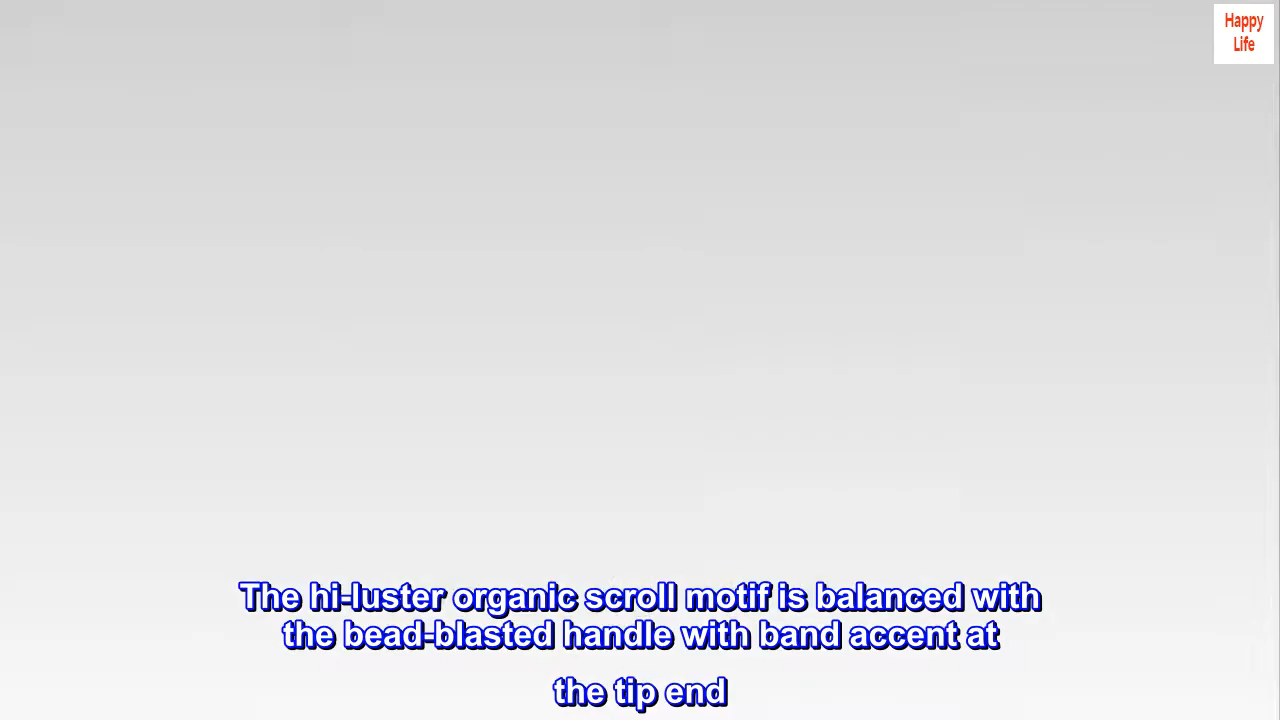 Happy
Life
The hi-luster organic scroll motif is balanced with
the bead-blasted handle with band accent at
the tip end